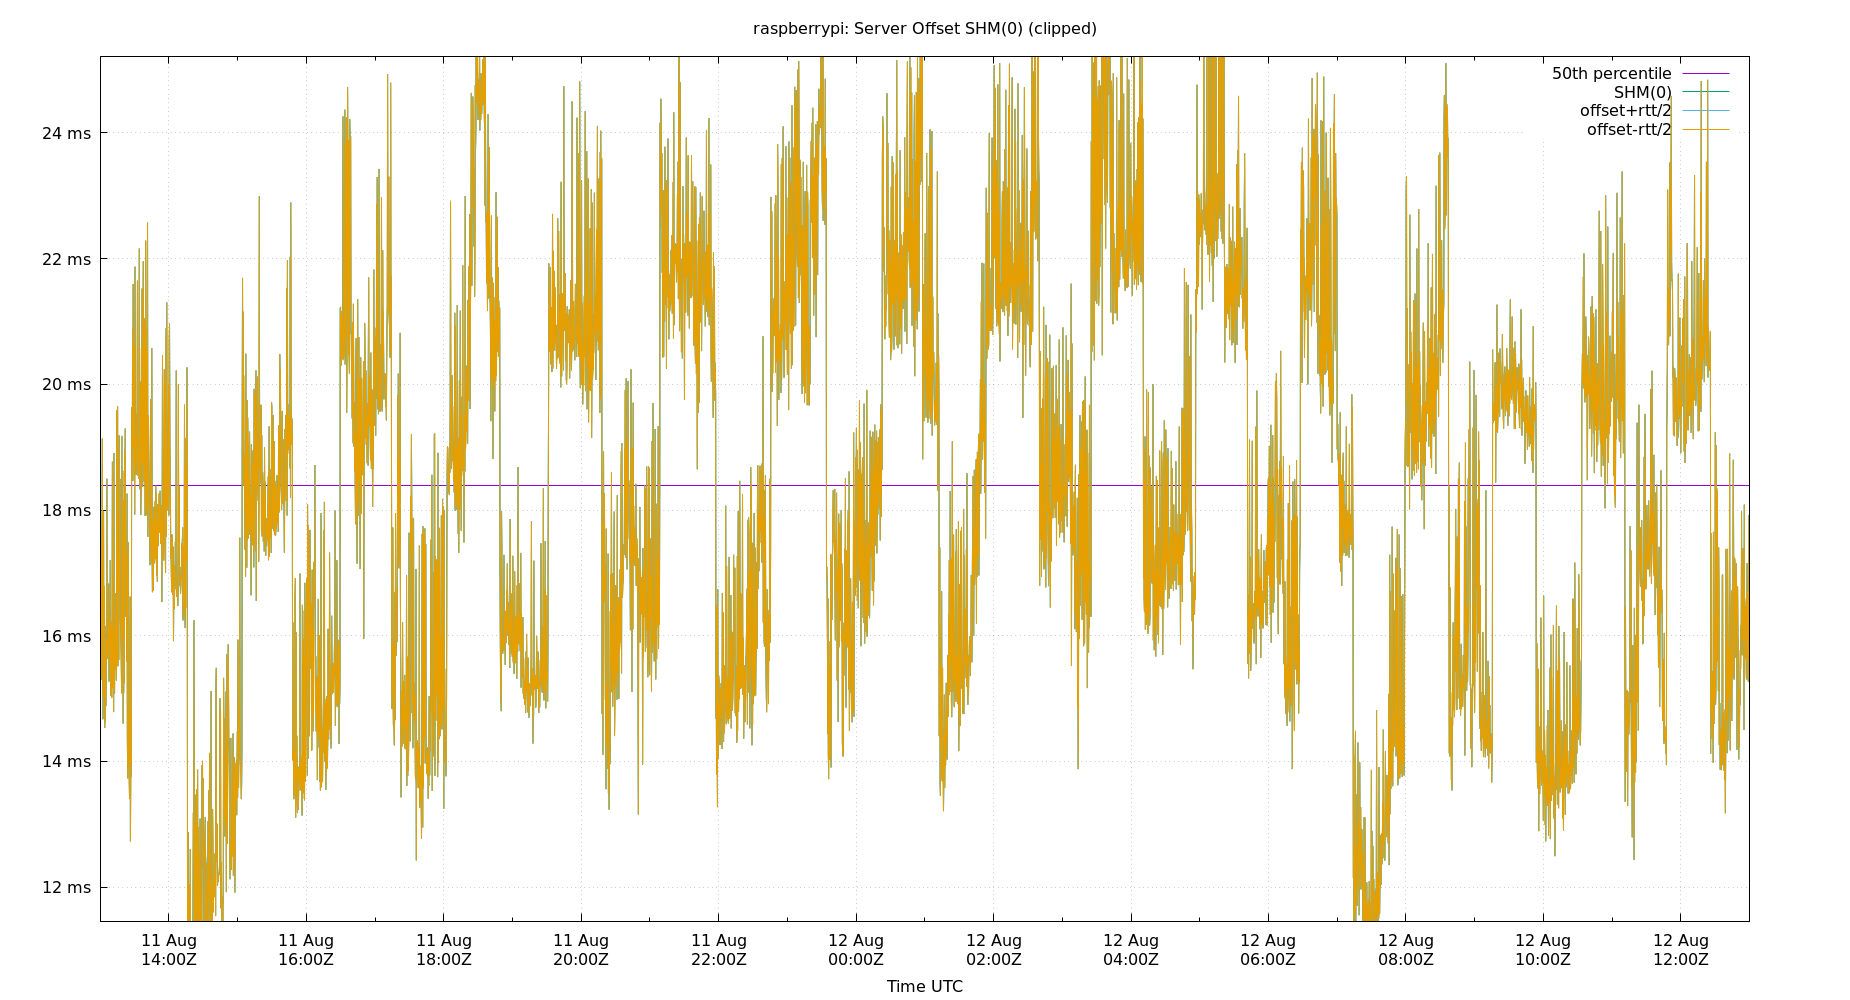 raspberrypi: Server Offset SHM(0) (clipped)
50th percentile
SHM(0)
offset+rtt/2
offset-rtt/2
24 ms
22 ms
20 ms
18 ms
16 ms
14 ms
12 ms
11 Aug 11 Aug 11 Aug 11 Aug 11 Aug 12 Aug 12 Aug 12 Aug 12 Aug 12 Aug 12 Aug 12 Aug
14:00Z 16:00Z 18:00Z 20:00Z 22:00Z 00:00Z 02:00Z 04:00Z 06:00Z 08:00Z 10:00Z 12:00Z
Time UTC